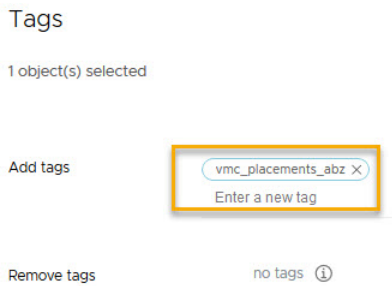 Tags
1 object(s) selected
Add tags
vmc_placements_abz ×
Enter a new tag
Remove tags
no tags